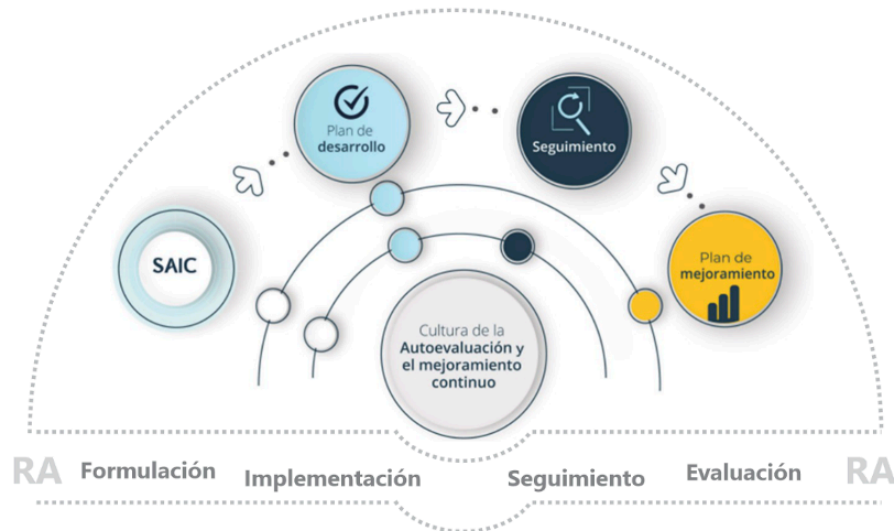 Plan de
desarrollo
Seguimiento
SAIC
Plan de
mejoramiento
Cultura de la
Autoevaluación y
el mejoramiento
continuo
RA Formulación Implementación Seguimiento Evaluación RA